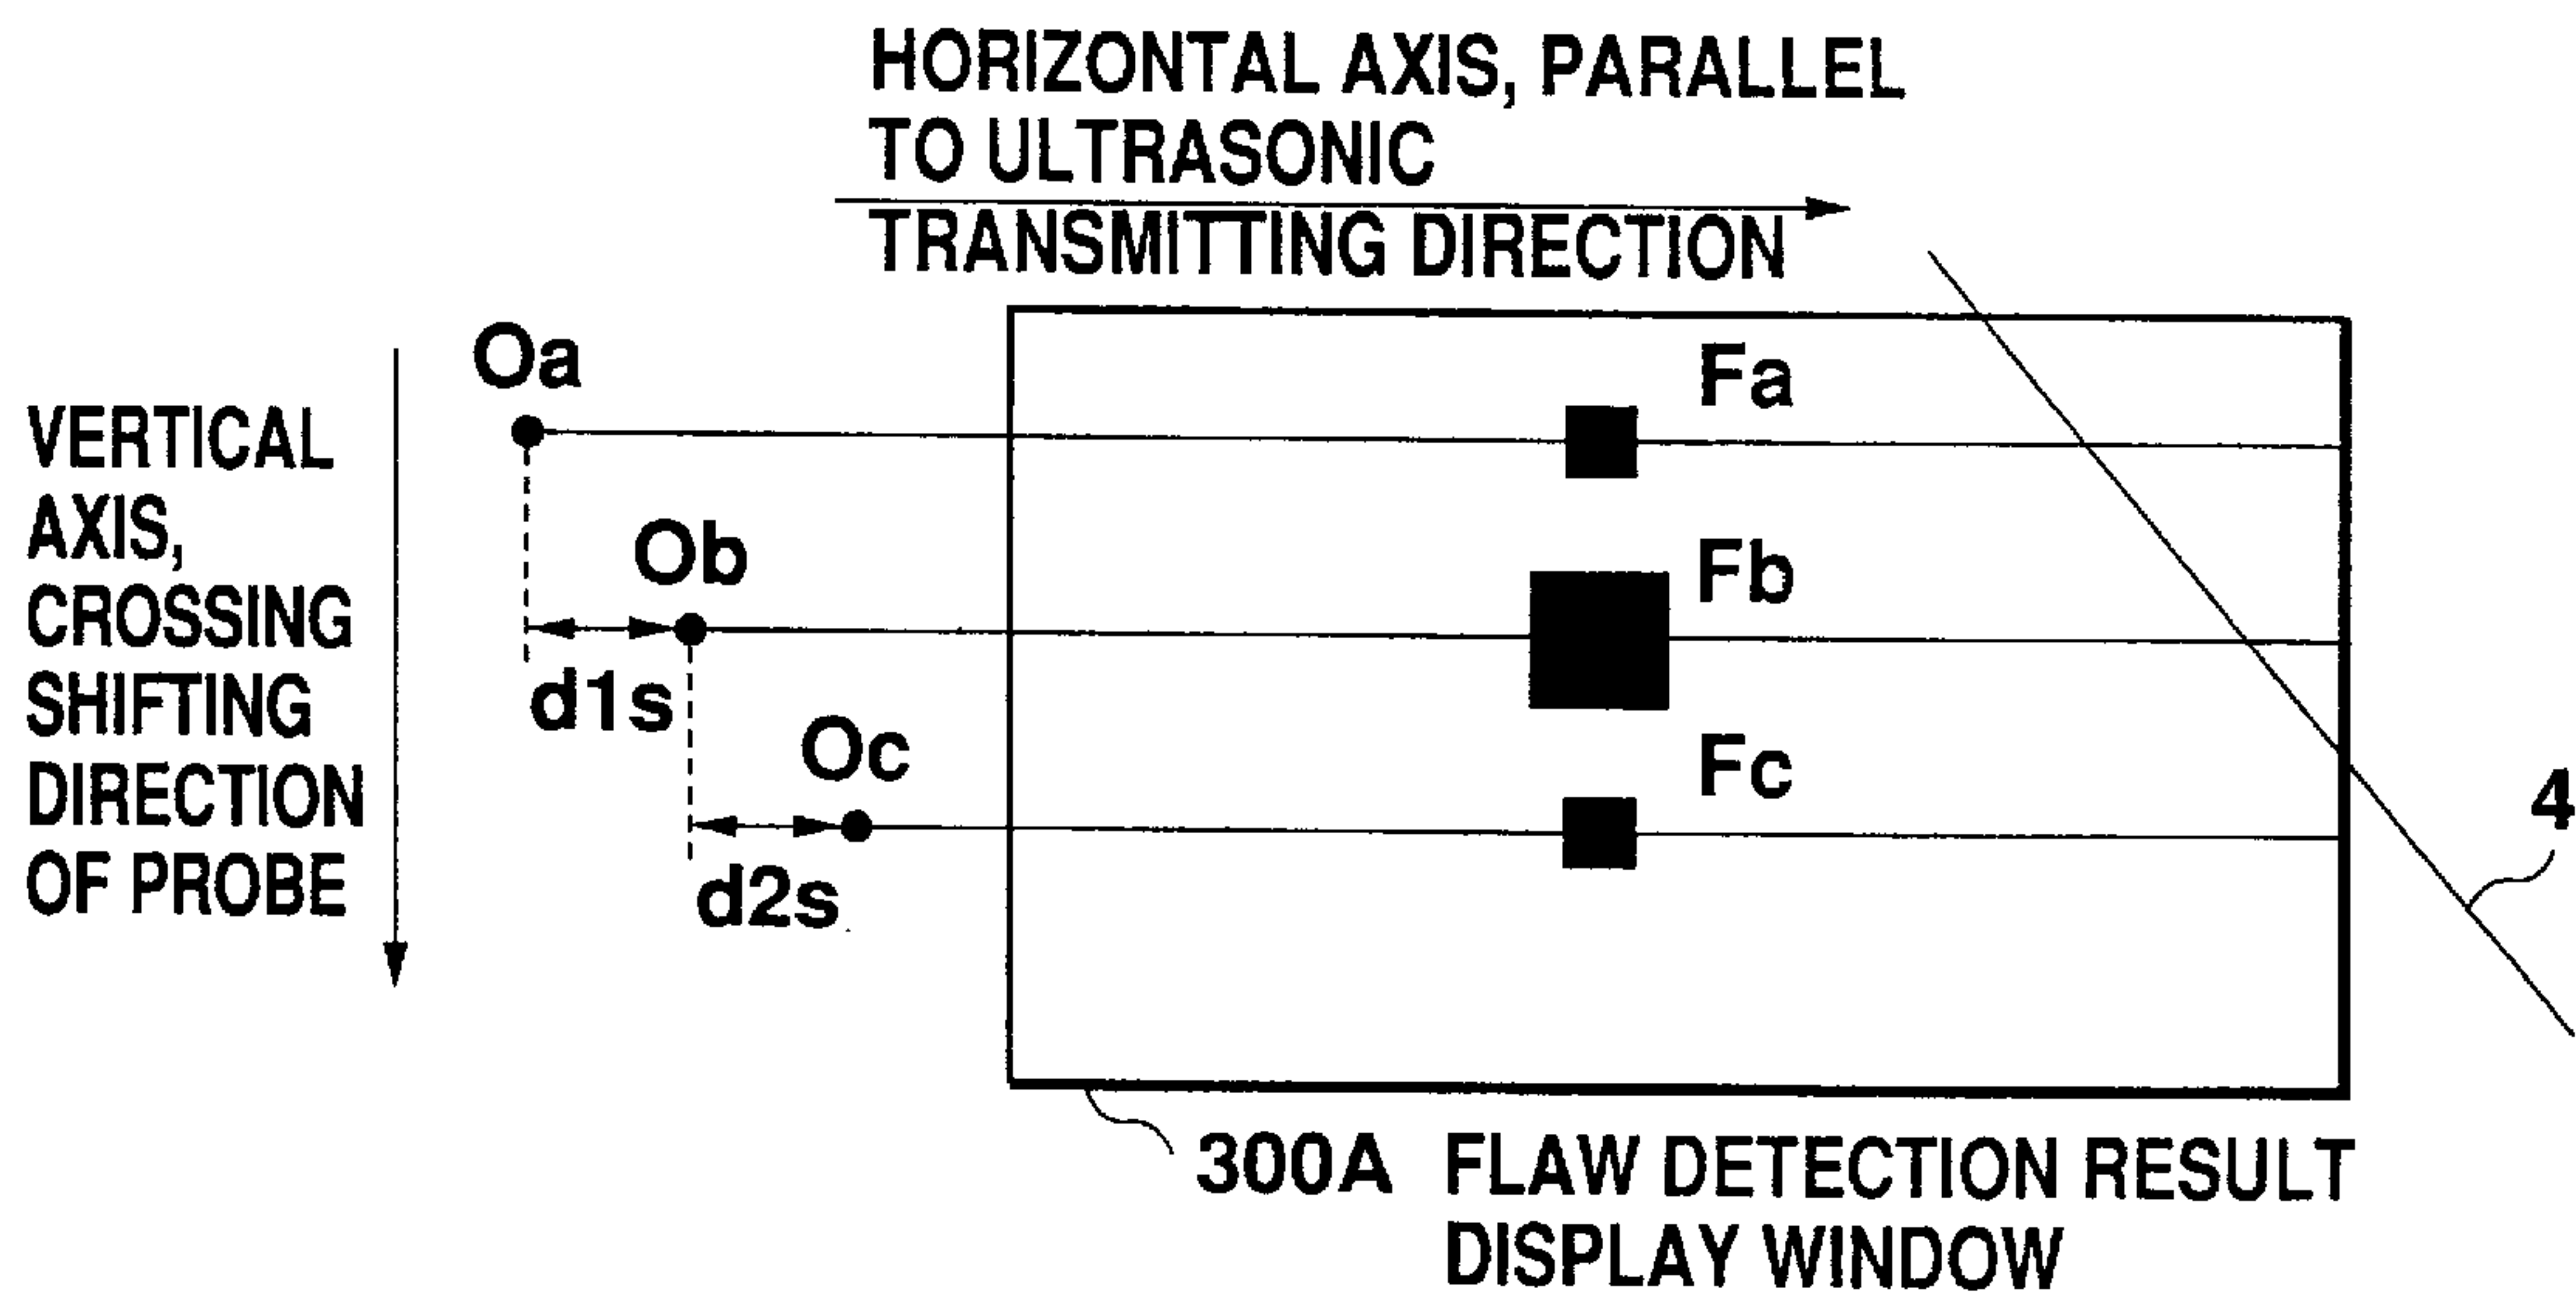 HORIZONTAL AXIS, PARALLEL
TO ULTRASONIC
TRANSMITTING DIRECTION
Oa
Fa
VERTICAL
AXIS,
CROSSING
SHIFTING
DIRECTION
OF PROBE
Ob
Fb
d1s
Oc
Fc
4
d2s
300A FLAW DETECTION RESULT
DISPLAY WINDOW